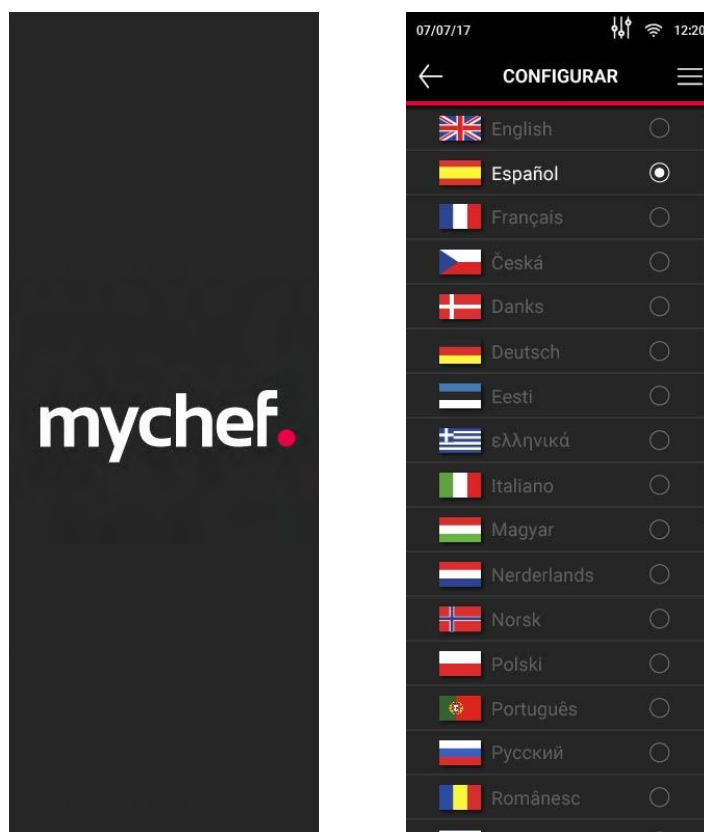 mychef.
07/07/17 12:20
CONFIGURAR
English
Español
Français
Česká
Danks
Deutsch
Eesti
ελληνικά
Italiano
Magyar
Nerderlands
Norsk
Polski
Português
Русский
Românesc